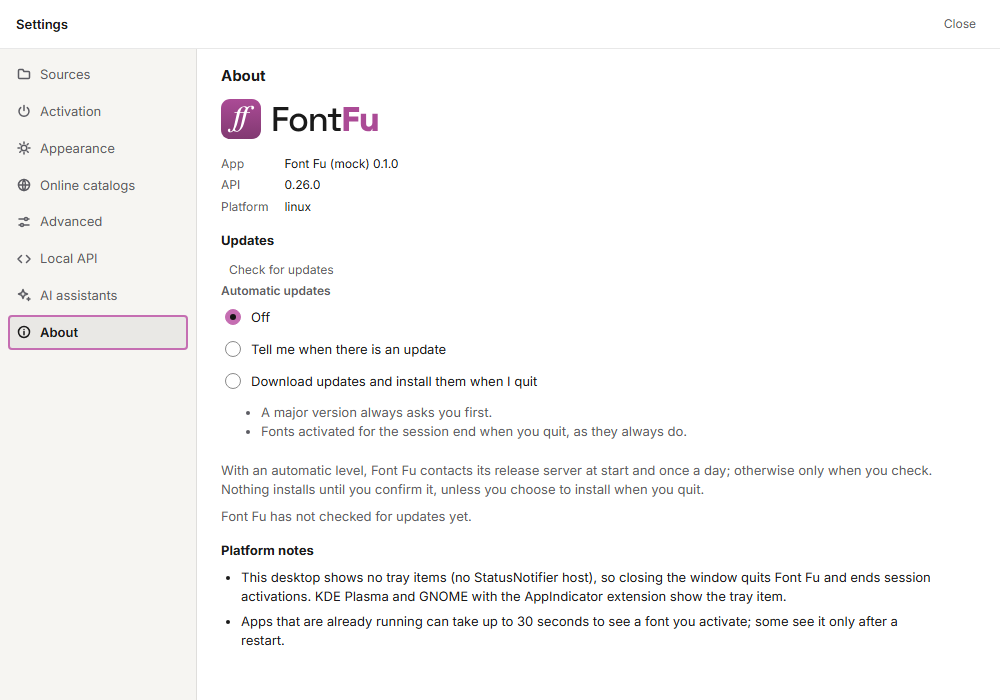 Settings
Close
Sources
Activation
Appearance
Online catalogs
Advanced
Local API
AI assistants
About
About
ff FontFu
App Font Fu (mock) 0.1.0
API 0.26.0
Platform linux
Updates
Check for updates
Automatic updates
Off
Tell me when there is an update
Download updates and install them when I quit
• A major version always asks you first.
• Fonts activated for the session end when you quit, as they always do.
With an automatic level, Font Fu contacts its release server at start and once a day; otherwise only when you check.
Nothing installs until you confirm it, unless you choose to install when you quit.
Font Fu has not checked for updates yet.
Platform notes
• This desktop shows no tray items (no StatusNotifier host), so closing the window quits Font Fu and ends session
activations. KDE Plasma and GNOME with the AppIndicator extension show the tray item.
• Apps that are already running can take up to 30 seconds to see a font you activate; some see it only after a
restart.